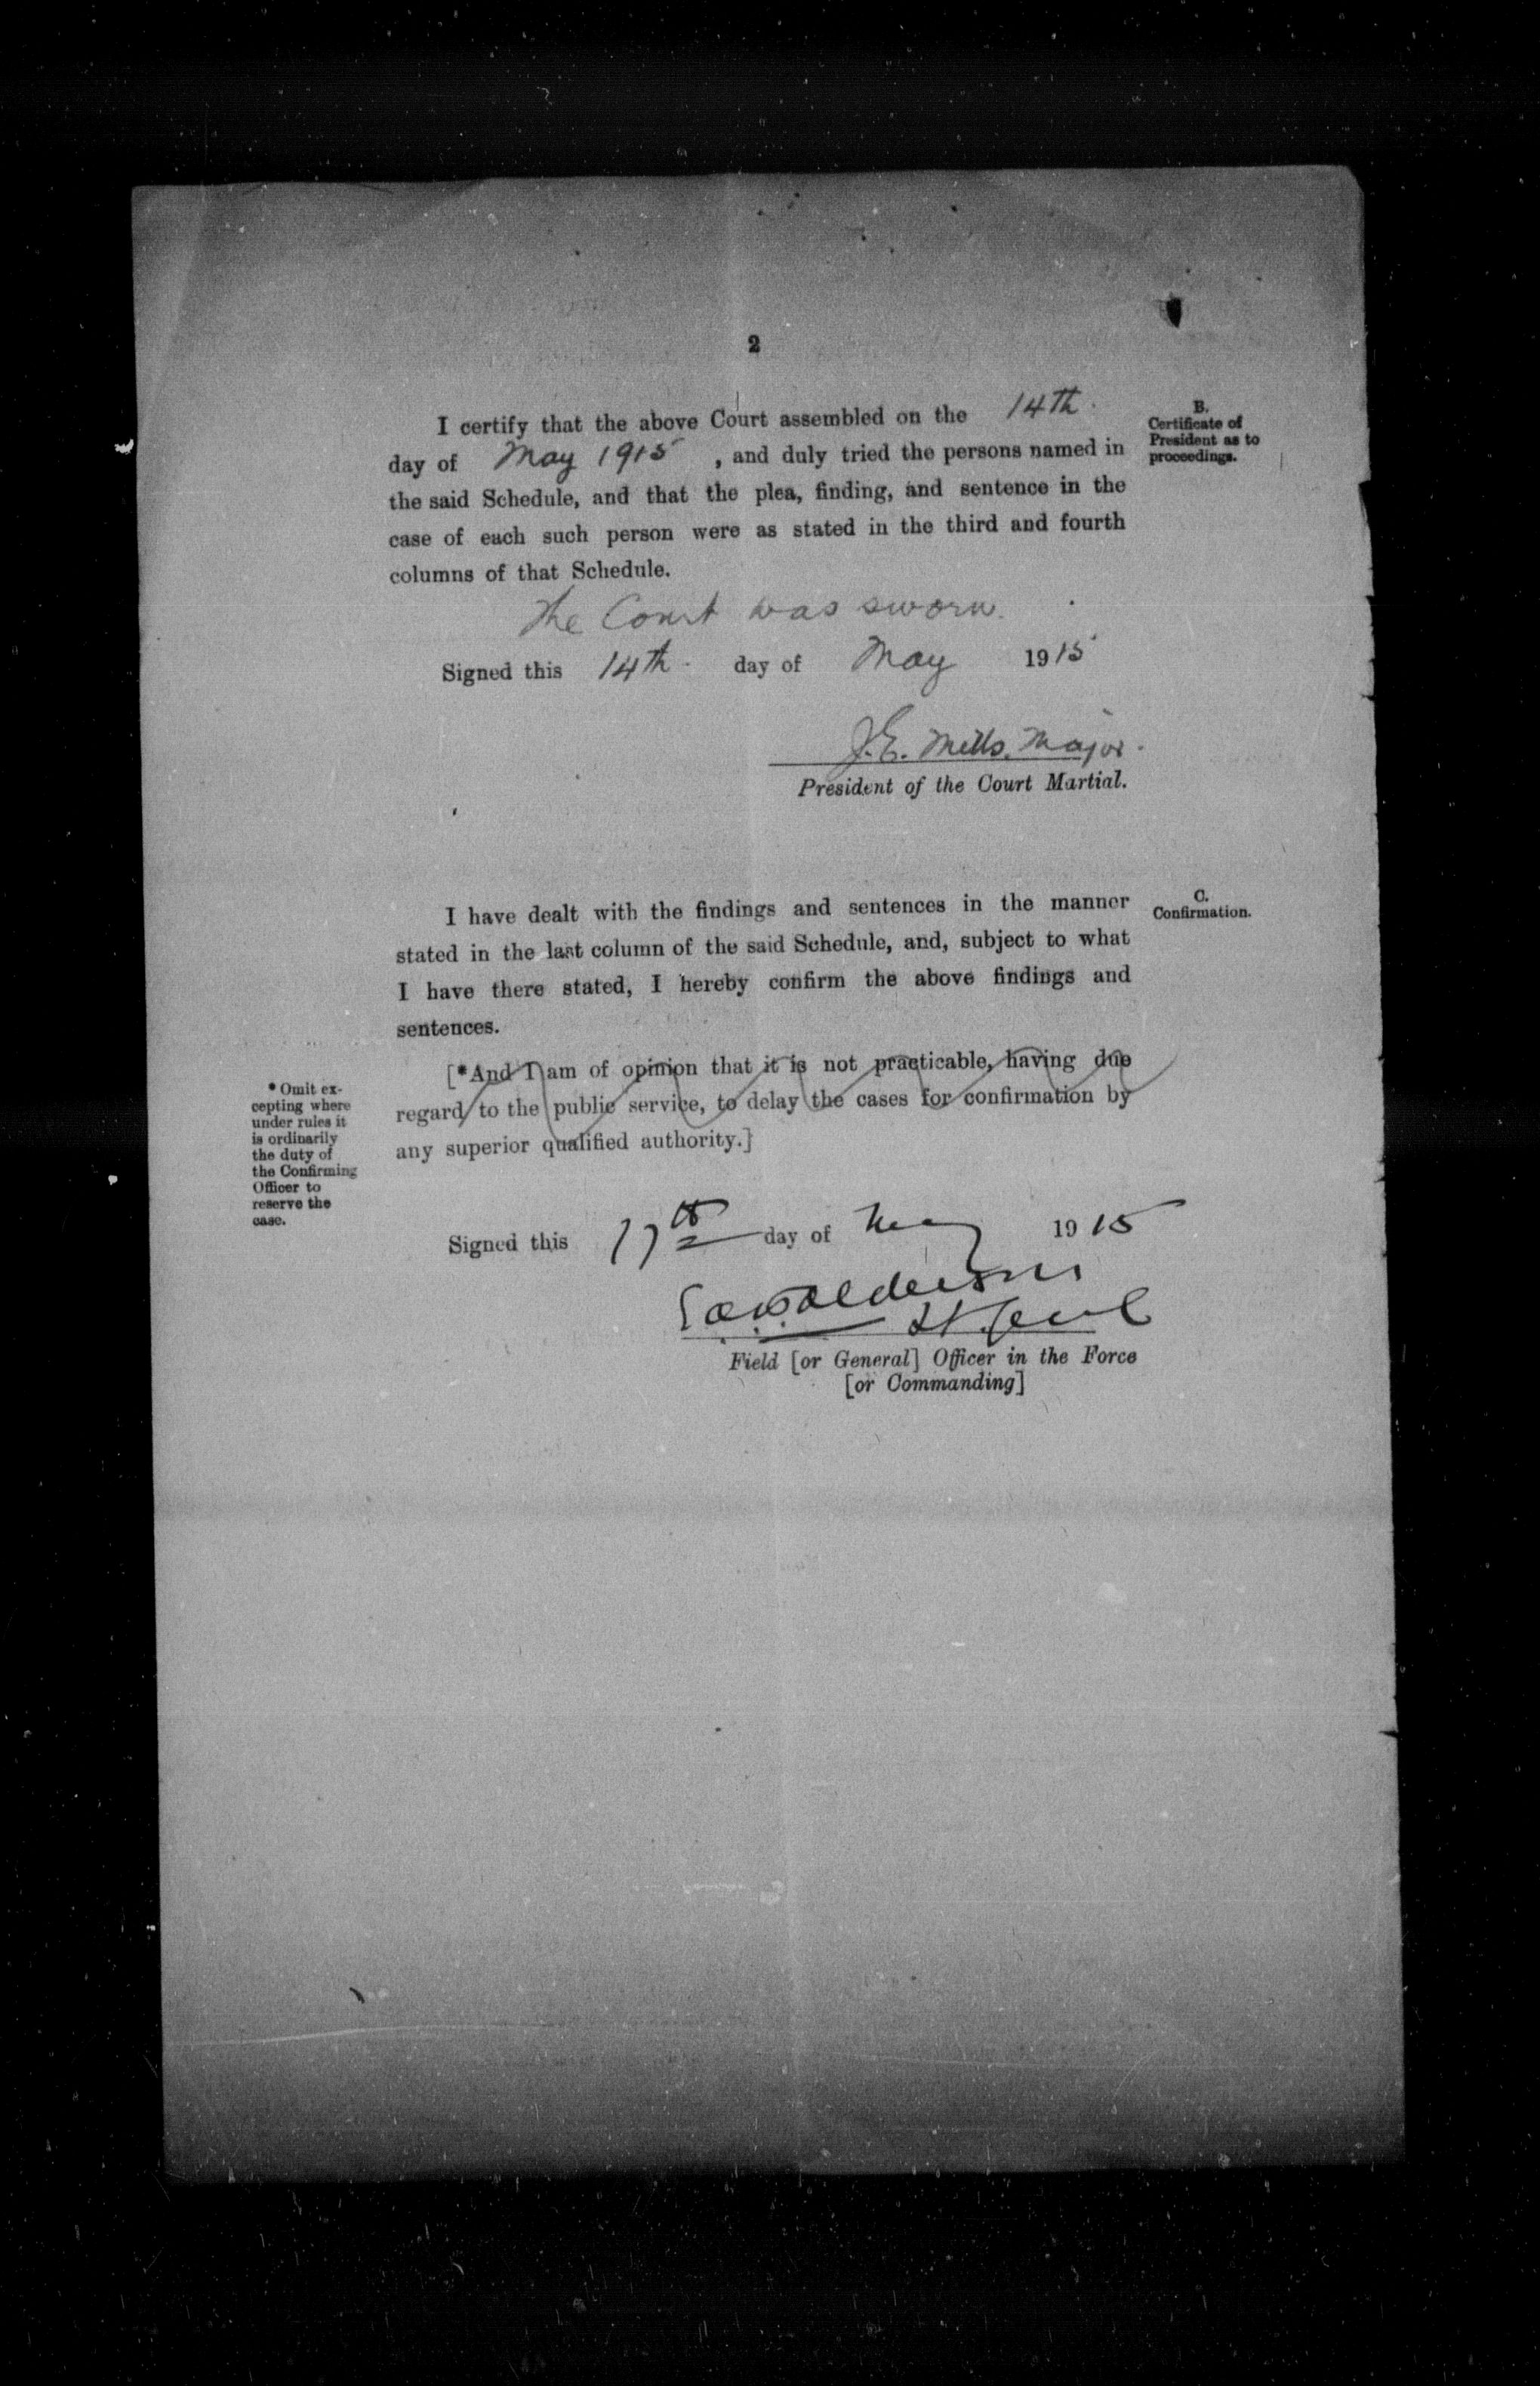 2
I certify that the above Court assembled on the 14th
day of May 1915, and duly tried the persons named in
the said Schedule, and that the plea, finding, and sentence in the
case of each such person were as stated in the third and fourth
columns of that Schedule.
B.
Certificate of
President as to
proceedings.
The Court was sworn.
Signed this 14th day of May 1915
J.E. Mills. Major.
President of the Court Martial.
I have dealt with the findings and sentences in the manner
stated in the last column of the said Schedule, and, subject to what
I have there stated, I hereby confirm the above findings and
sentences.
C.
Confirmation.
[*And I am of opinion that it is not practicable, having due
regard to the public service, to delay the cases for confirmation by
any superior qualified authority.]
* Omit ex-
cepting where
under rules it
is ordinarily
the duty of
the Confirming
Officer to
reserve the
case.
Signed this 17th day of May 1915
E.A.H. Alderson
Lt. Genl
Field [or General] Officer in the Force
[or Commanding]